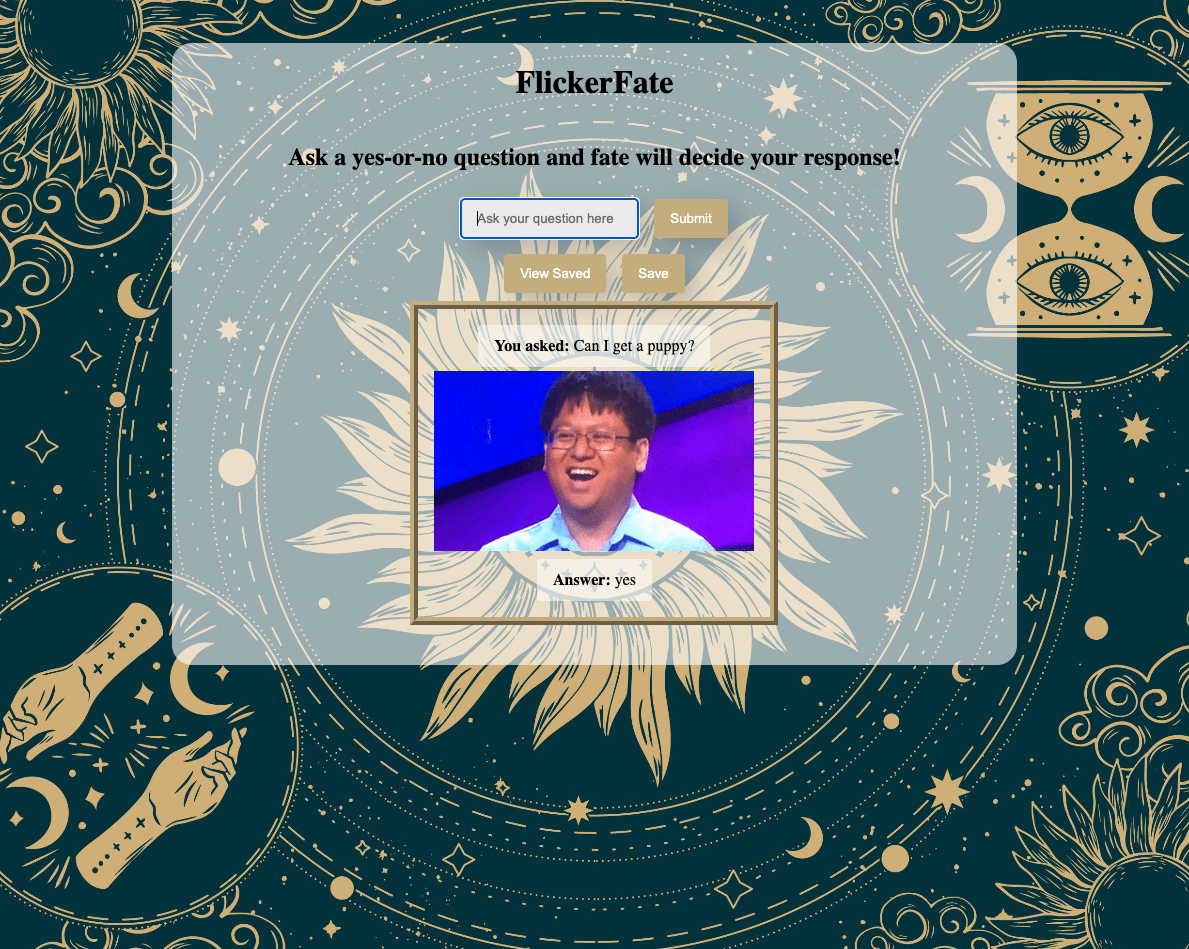 FlickerFate
Ask a yes-or-no question and fate will decide your response!
Ask your question here
Submit
View Saved
Save
You asked: Can I get a puppy?
Answer: yes